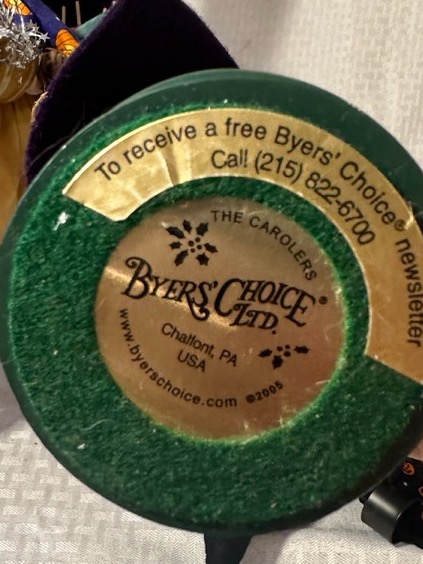 To receive a free Byers' Choice® newsletter
Call (215) 822-6700
THE CAROLERS
BYERS' CHOICE®
LTD.
Chalfont, PA
USA
www.byerschoice.com ©2005